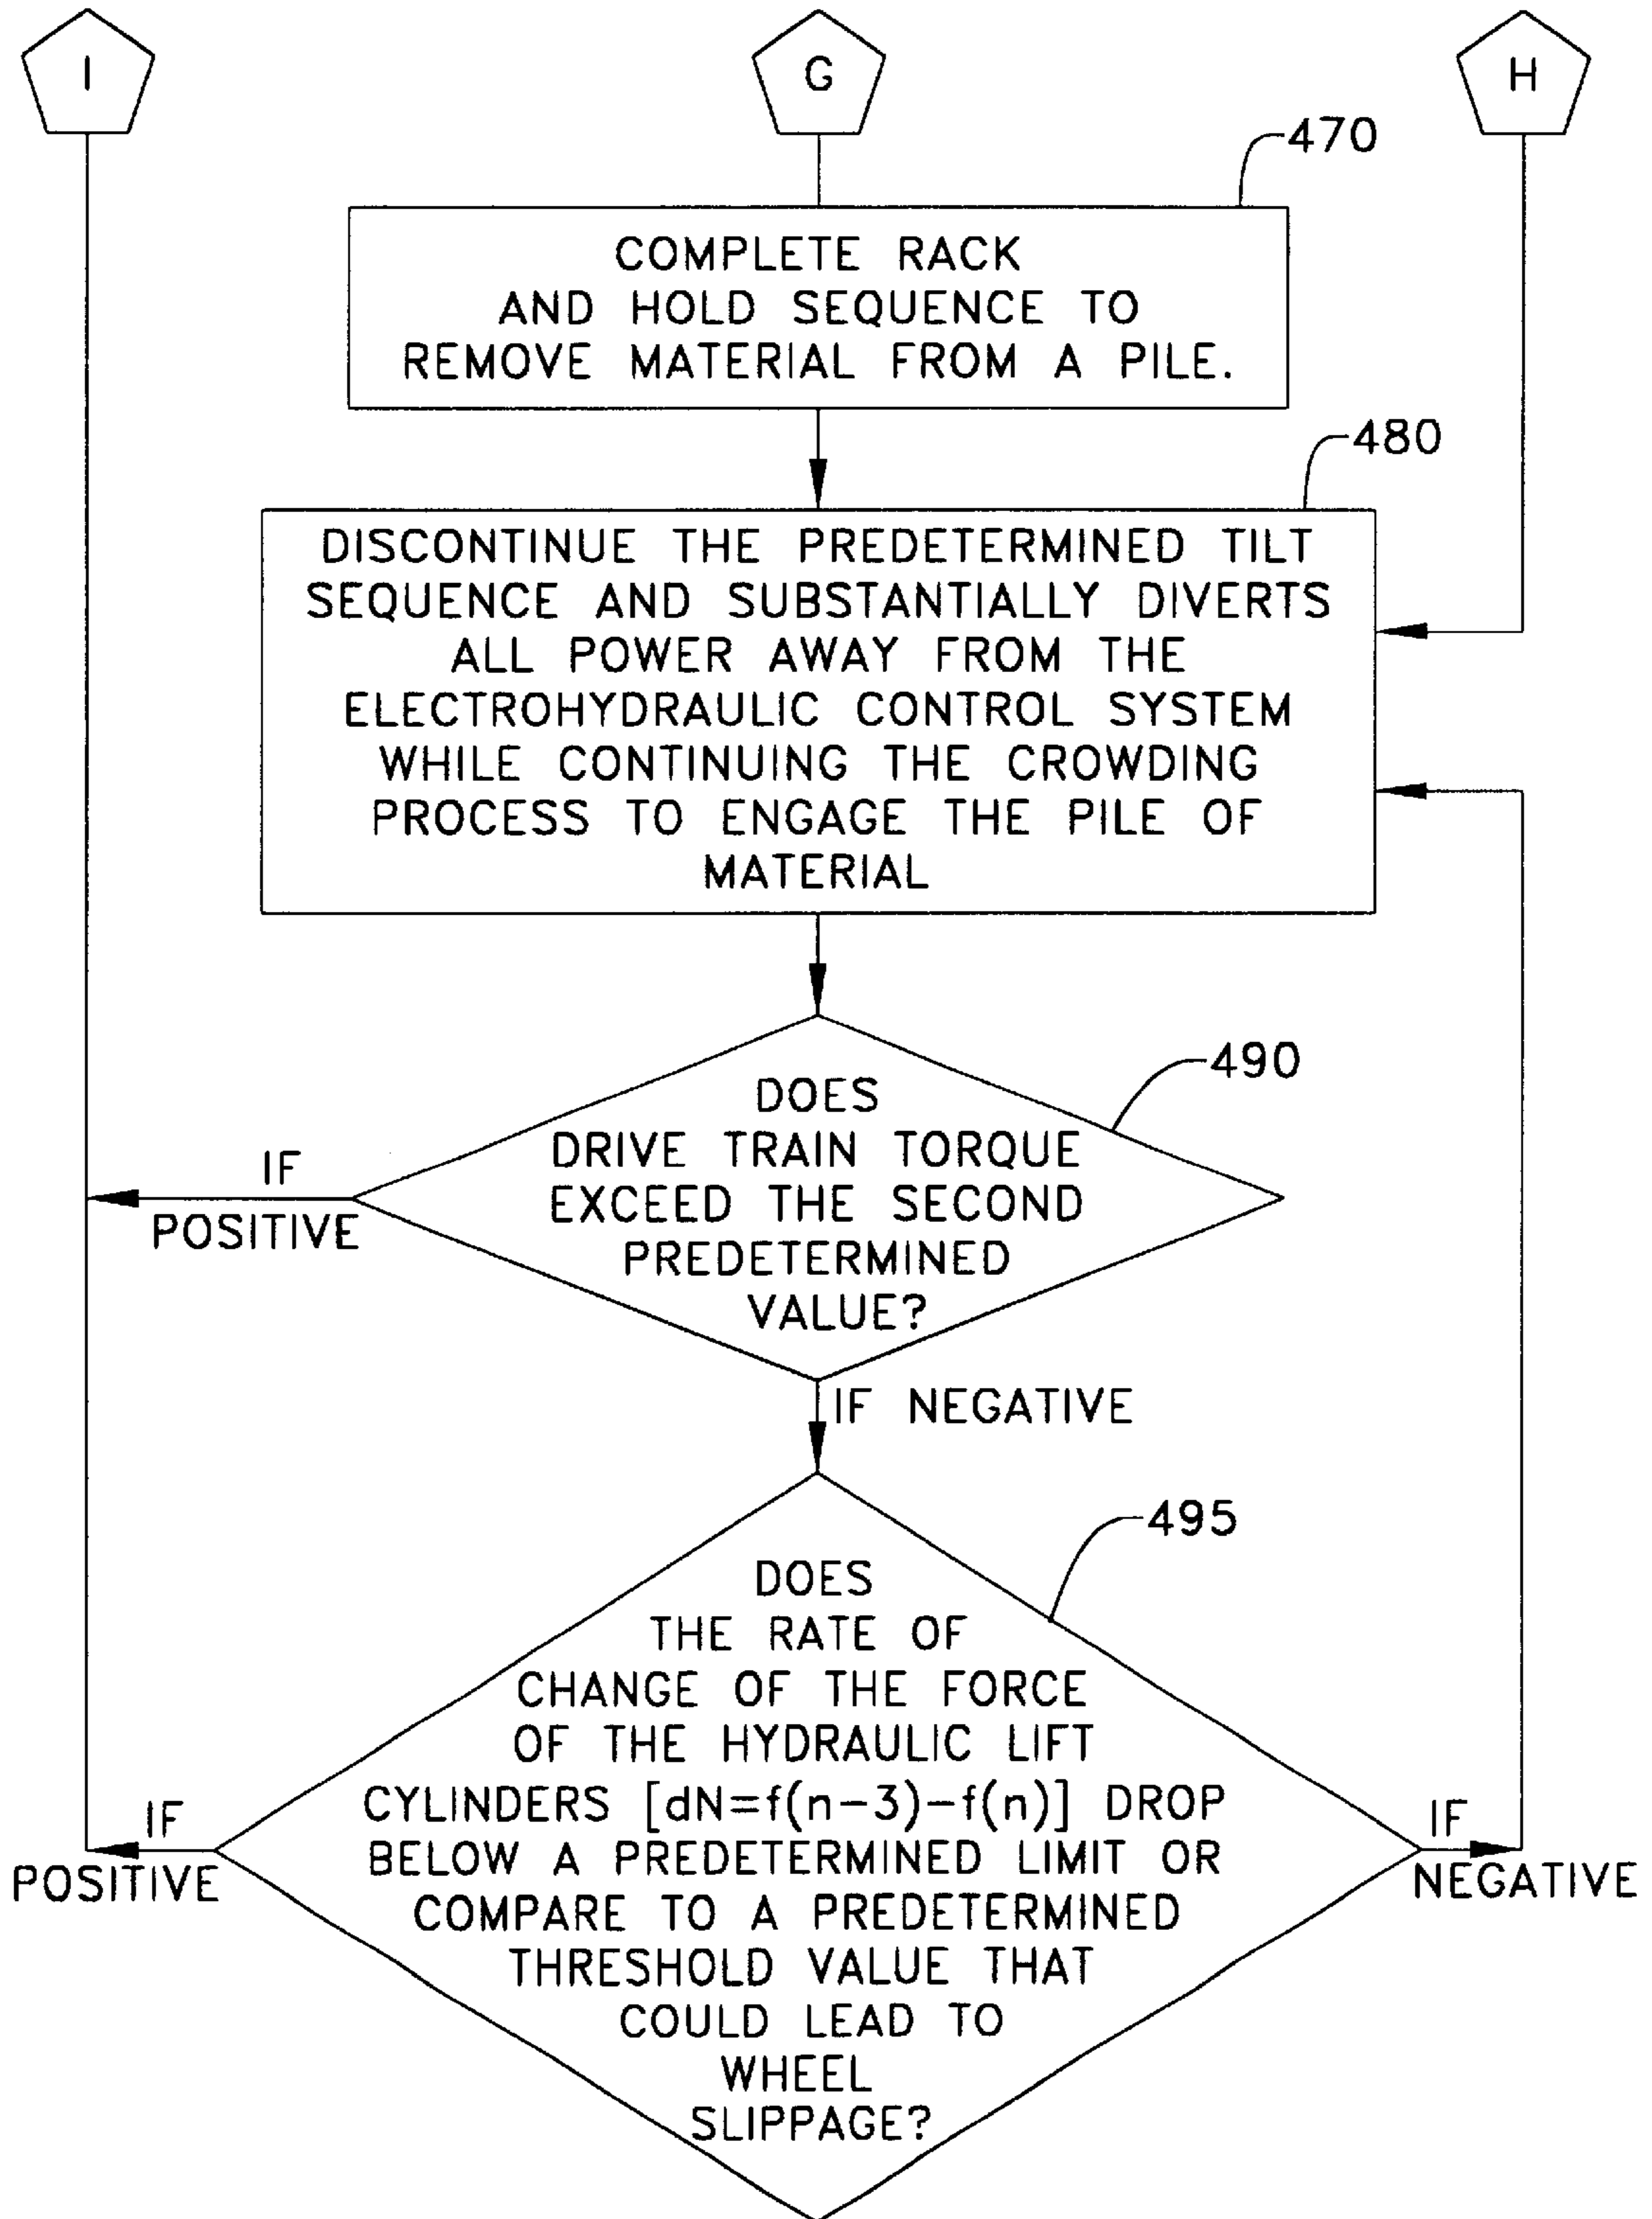 I
G
H
470
COMPLETE RACK
AND HOLD SEQUENCE TO
REMOVE MATERIAL FROM A PILE.
480
DISCONTINUE THE PREDETERMINED TILT
SEQUENCE AND SUBSTANTIALLY DIVERTS
ALL POWER AWAY FROM THE
ELECTROHYDRAULIC CONTROL SYSTEM
WHILE CONTINUING THE CROWDING
PROCESS TO ENGAGE THE PILE OF
MATERIAL
490
DOES
DRIVE TRAIN TORQUE
EXCEED THE SECOND
PREDETERMINED
VALUE?
IF
POSITIVE
IF NEGATIVE
495
DOES
THE RATE OF
CHANGE OF THE FORCE
OF THE HYDRAULIC LIFT
CYLINDERS [dN=f(n-3)-f(n)] DROP
BELOW A PREDETERMINED LIMIT OR
COMPARE TO A PREDETERMINED
THRESHOLD VALUE THAT
COULD LEAD TO
WHEEL
SLIPPAGE?
IF
POSITIVE
IF
NEGATIVE